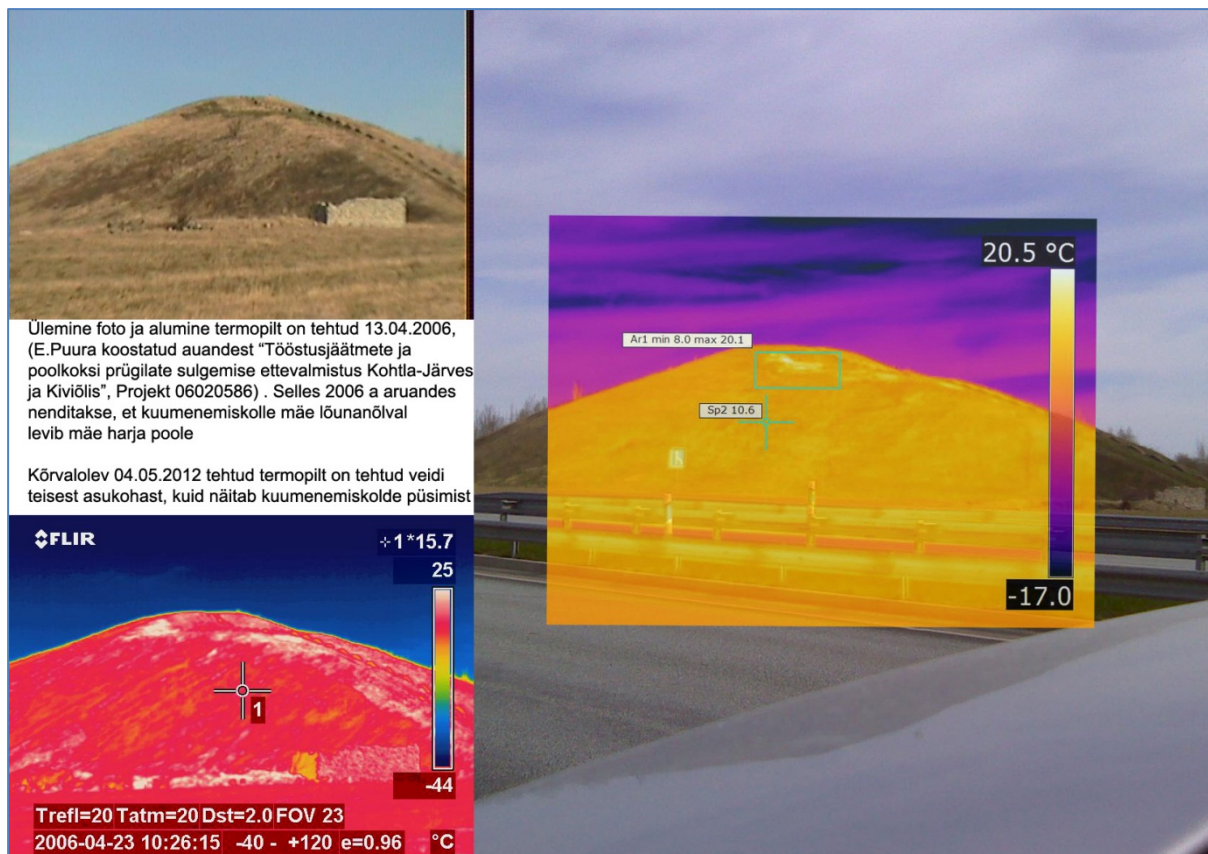 Ülemine foto ja alumine termopilt on tehtud 13.04.2006,
(E.Puura koostatud auandest “Tööstusjäätmete ja
poolkoksi prügilate sulgemise ettevalmistus Kohtla-Järves
ja Kiviõlis”, Projekt 06020586) . Selles 2006 a aruandes
nenditakse, et kuumenemiskolle mäe lõunanõlval
levib mäe harja poole
Kõrvalolev 04.05.2012 tehtud termopilt on tehtud veidi
teisest asukohast, kuid näitab kuumenemiskolde püsimist
FLIR
1*15.7
25
1
-44
Trefl=20 Tatm=20 Dst=2.0 FOV 23
2006-04-23 10:26:15 -40 - +120 e=0.96 °C
20.5 °C
Ar1 min 8.0 max 20.1
Sp2 10.6
-17.0